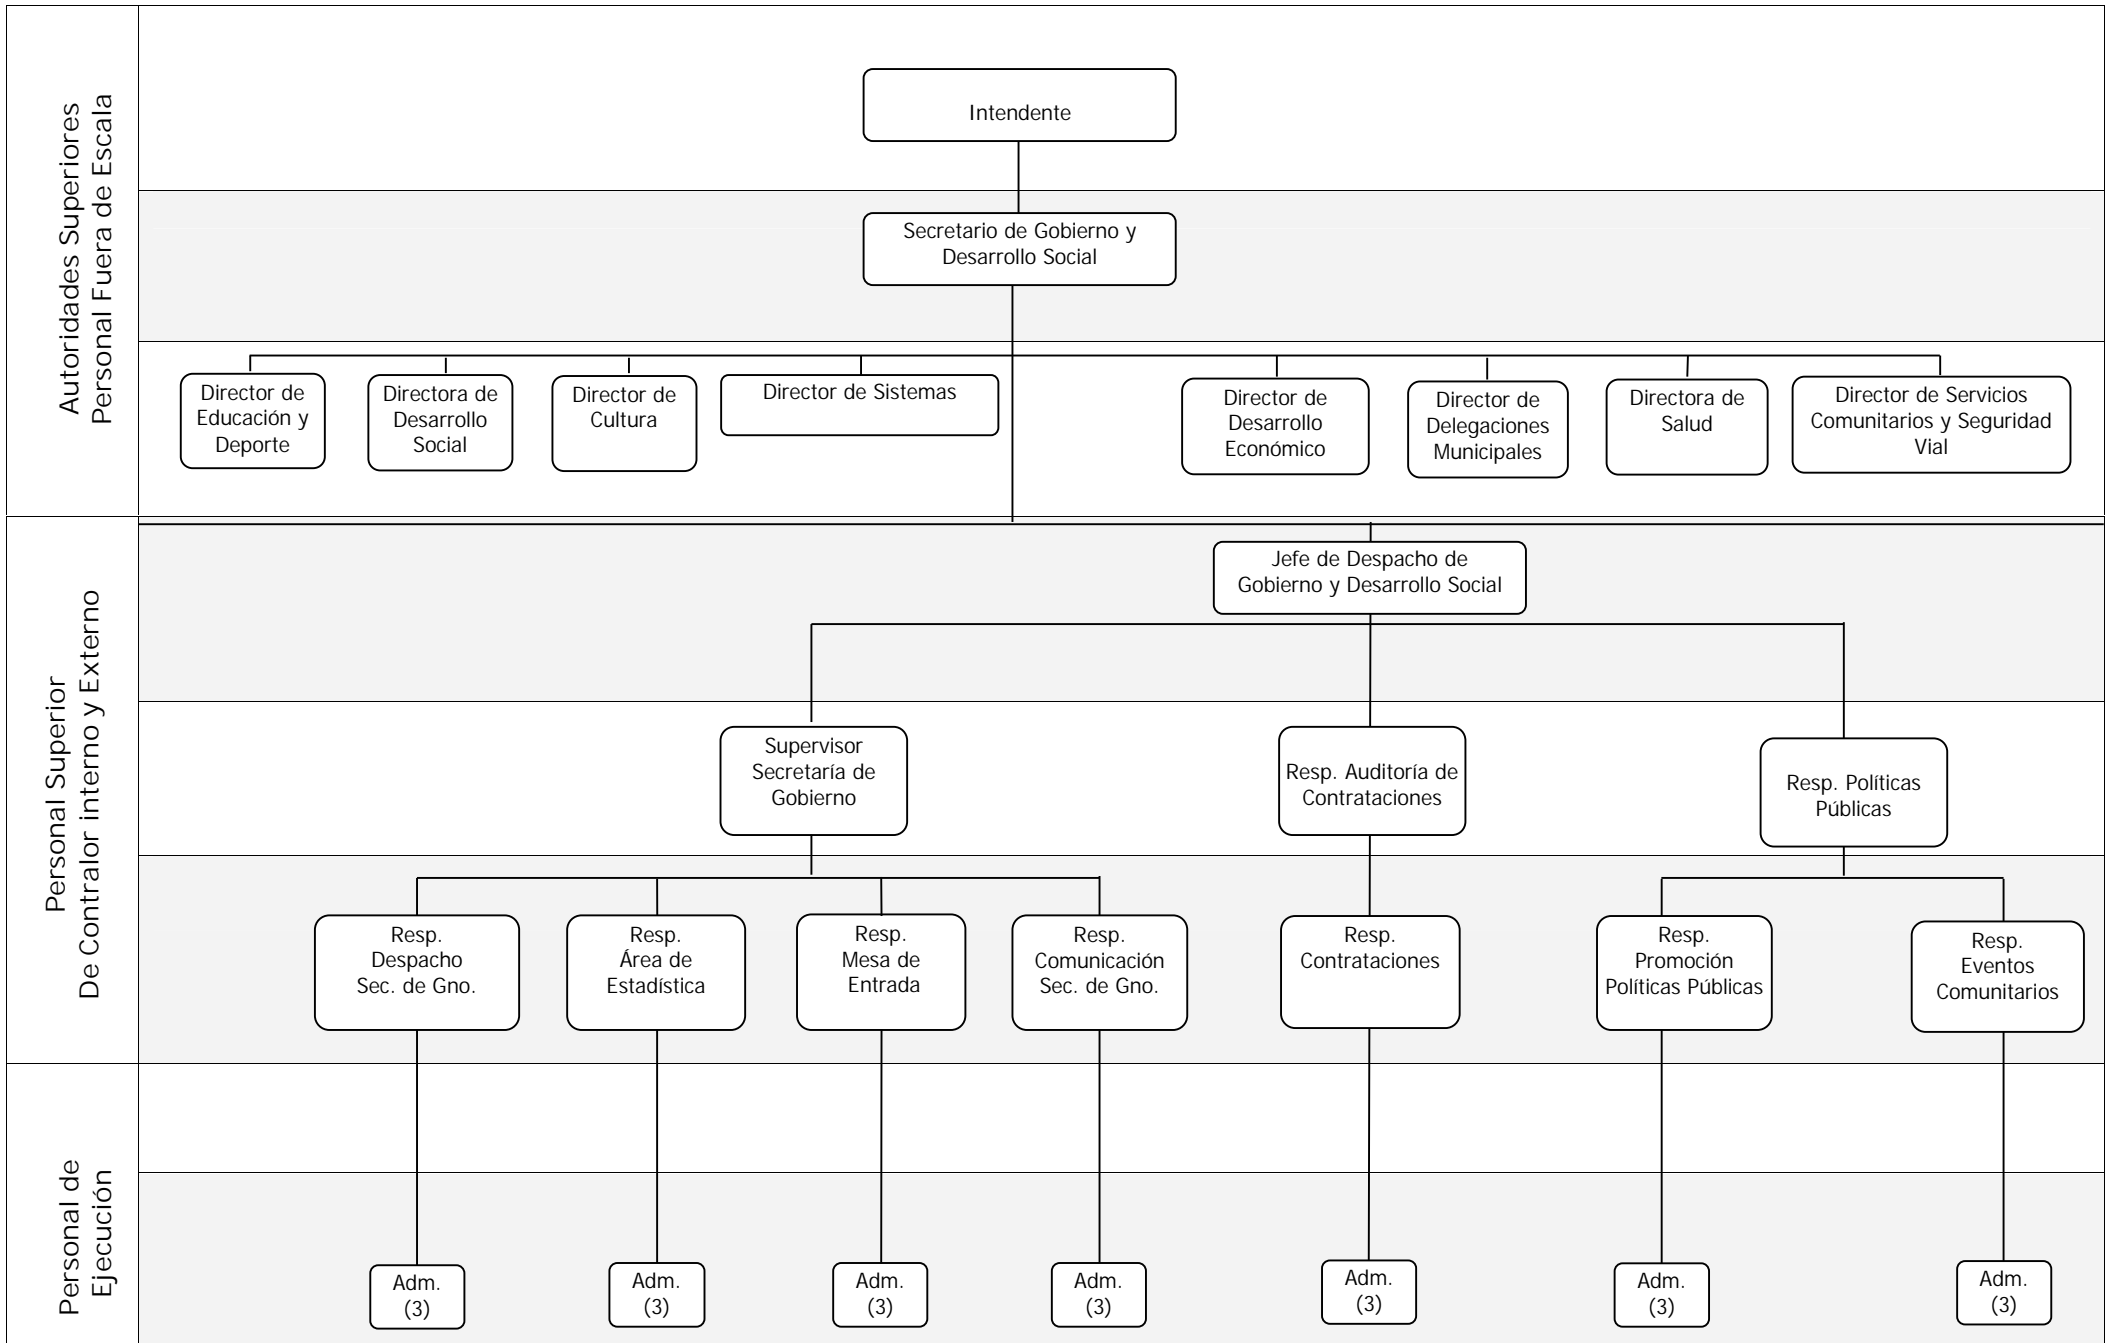 Autoridades Superiores
Personal Fuera de Escala
Intendente
Secretario de Gobierno y
Desarrollo Social
Director de
Educación y
Deporte
Directora de
Desarrollo
Social
Director de
Cultura
Director de Sistemas
Director de
Desarrollo
Económico
Director de
Delegaciones
Municipales
Directora de
Salud
Director de Servicios
Comunitarios y Seguridad
Vial
Personal Superior
De Contralor interno y Externo
Jefe de Despacho de
Gobierno y Desarrollo Social
Supervisor
Secretaría de
Gobierno
Resp. Auditoría de
Contrataciones
Resp. Políticas
Públicas
Resp.
Despacho
Sec. de Gno.
Resp.
Área de
Estadística
Resp.
Mesa de
Entrada
Resp.
Comunicación
Sec. de Gno.
Resp.
Contrataciones
Resp.
Promoción
Políticas Públicas
Resp.
Eventos
Comunitarios
Personal de
Ejecución
Adm.
(3)
Adm.
(3)
Adm.
(3)
Adm.
(3)
Adm.
(3)
Adm.
(3)
Adm.
(3)